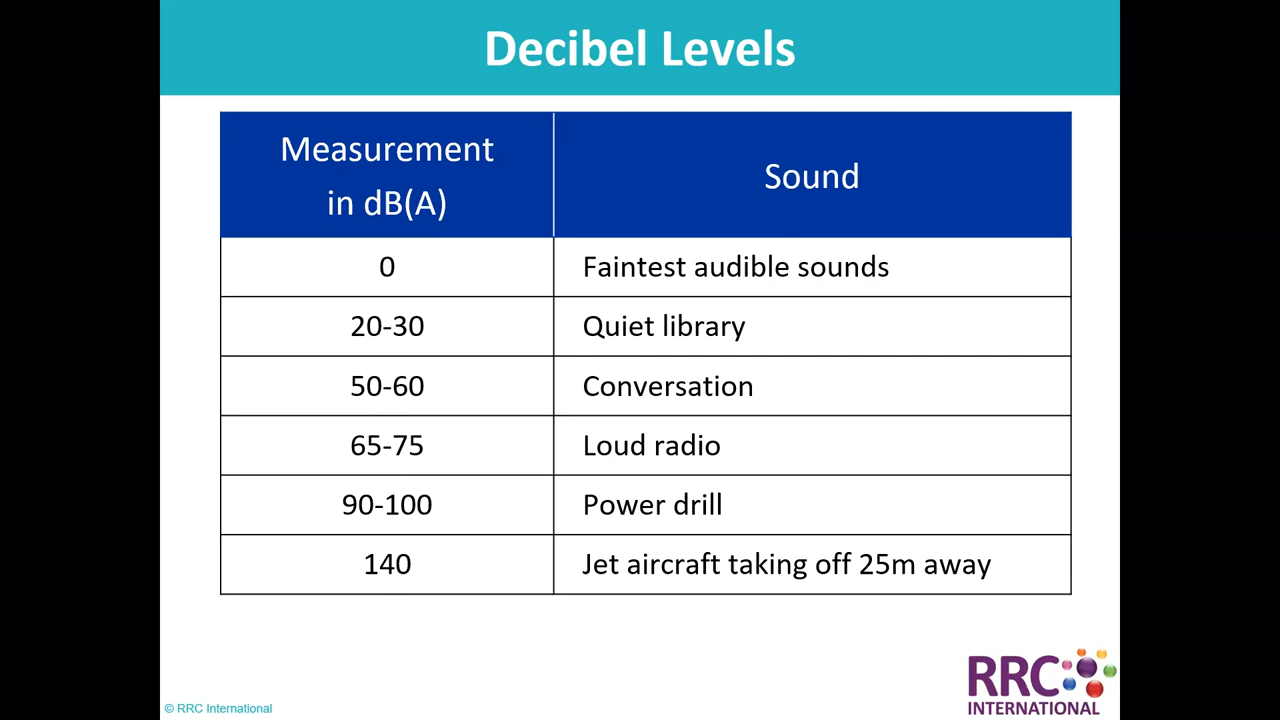 Decibel Levels
Measurement
in dB(A)
Sound
0
Faintest audible sounds
20-30
Quiet library
50-60
Conversation
65-75
Loud radio
90-100
Power drill
140
Jet aircraft taking off 25m away
RRC
INTERNATIONAL
© RRC International